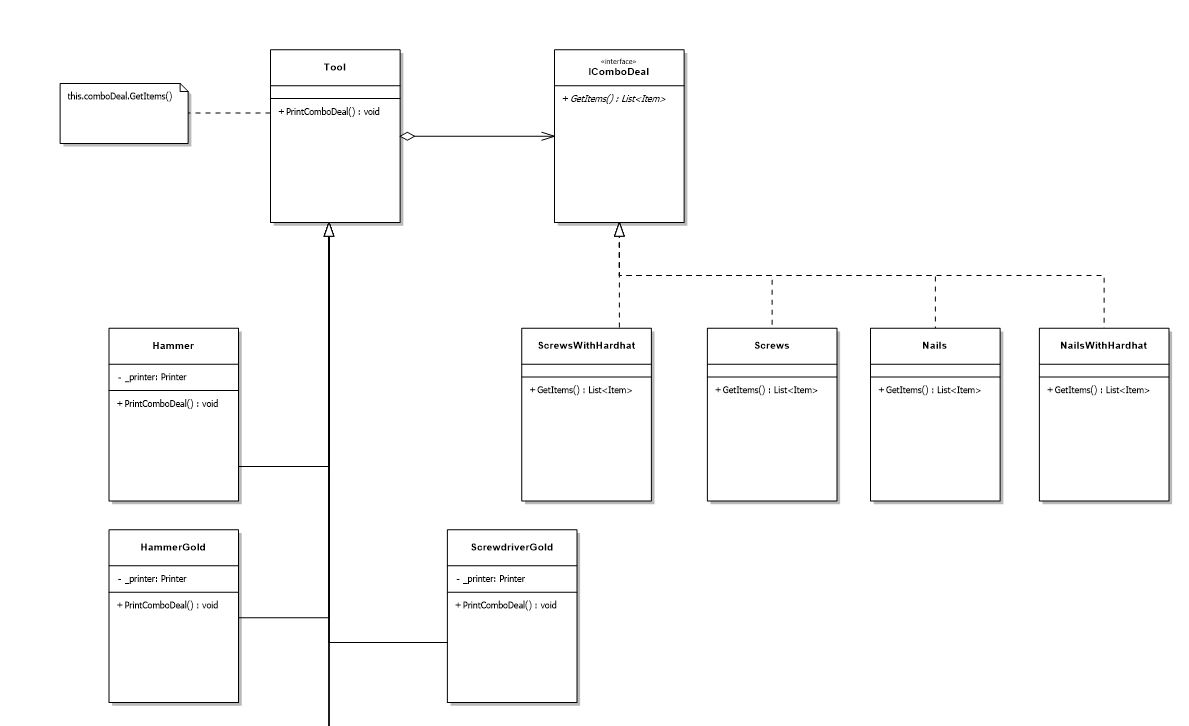 Tool
+ PrintComboDeal() : void
«interface»
IComboDeal
+ GetItems() : List<Item>
this.comboDeal.GetItems()
Hammer
- _printer: Printer
+ PrintComboDeal() : void
ScrewsWithHardhat
+ GetItems() : List<Item>
Screws
+ GetItems() : List<Item>
Nails
+ GetItems() : List<Item>
NailsWithHardhat
+ GetItems() : List<Item>
HammerGold
- _printer: Printer
+ PrintComboDeal() : void
ScrewdriverGold
- _printer: Printer
+ PrintComboDeal() : void